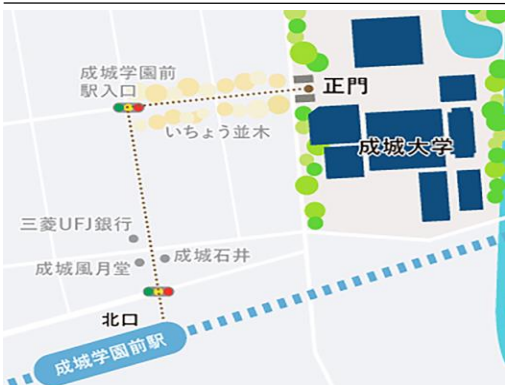 成城学園前
駅入口
正門
いちょう並木
成城大学
三菱UFJ銀行
成城石井
成城風月堂
北口
成城学園前駅